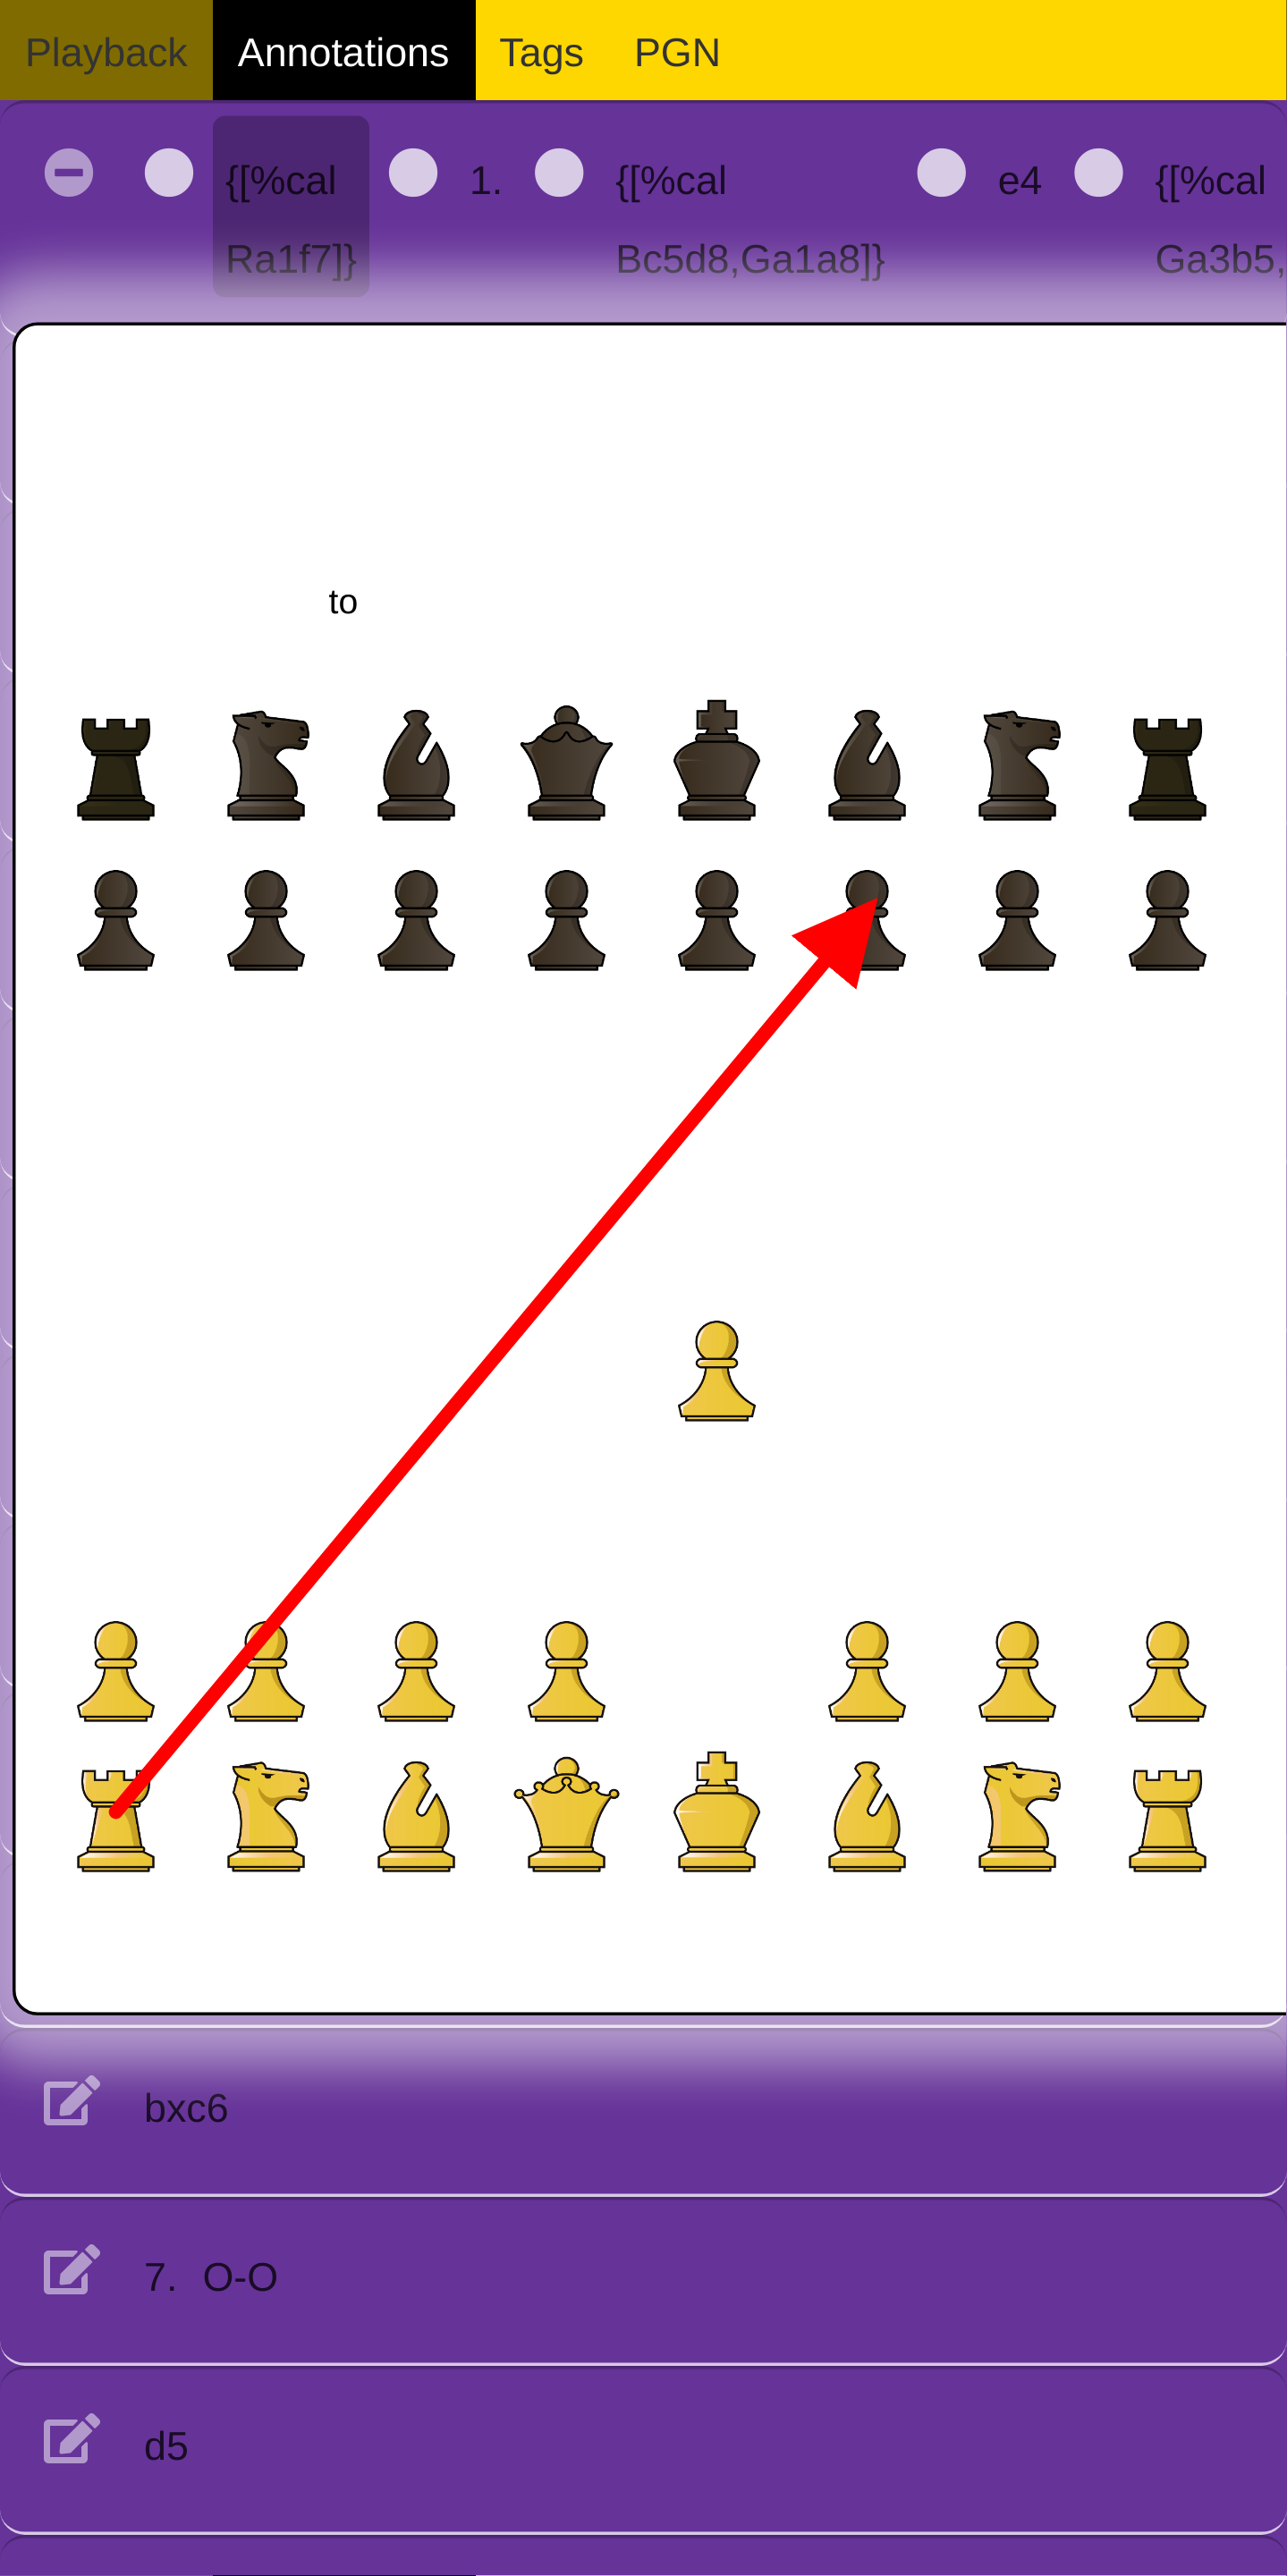 Playback Annotations Tags PGN
{[%cal 1. {[%cal e4 {[%cal
Ra1f7]} Bc5d8,Ga1a8]} Ga3b5,
to
bxc6
7. O-O
d5